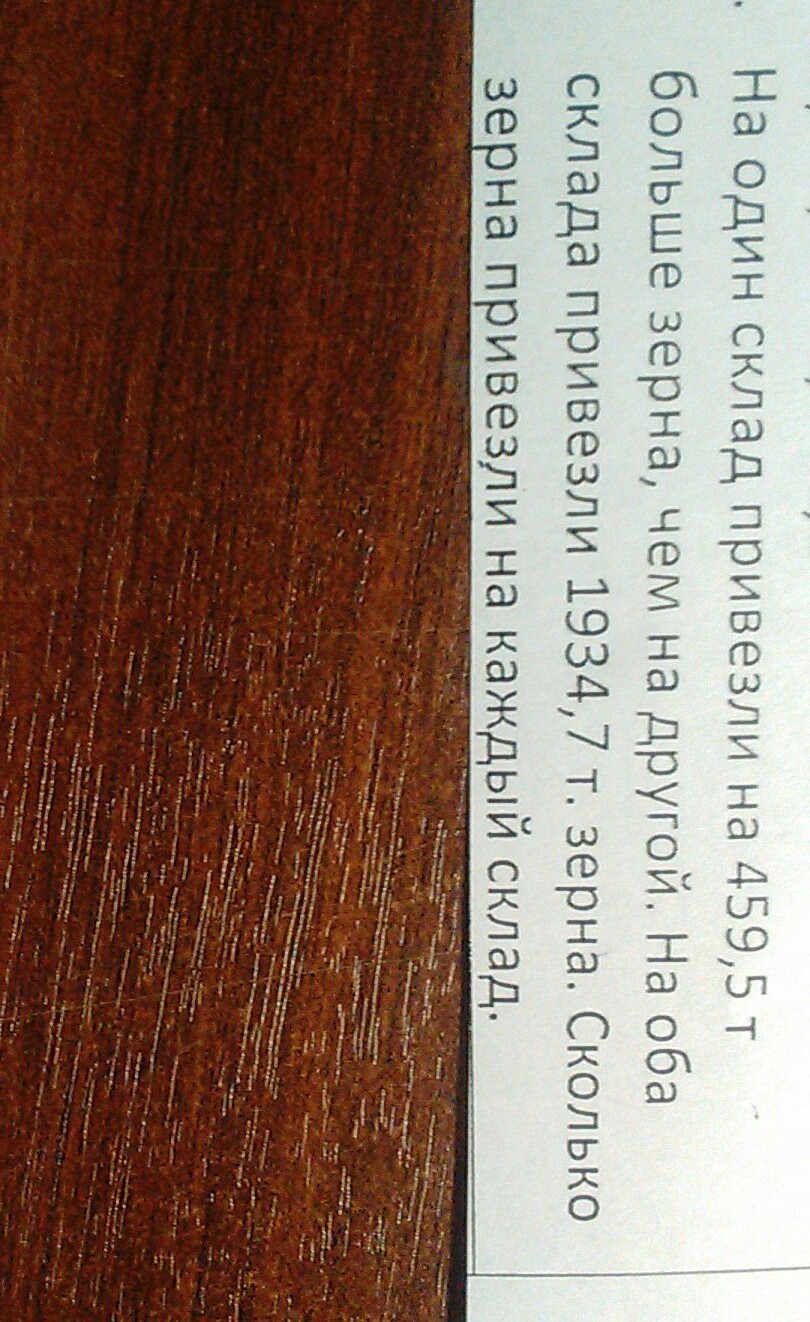 На один склад привезли на 459,5 т
больше зерна, чем на другой. На оба
склада привезли 1934,7 т. зерна. Сколько
зерна привезли на каждый склад.